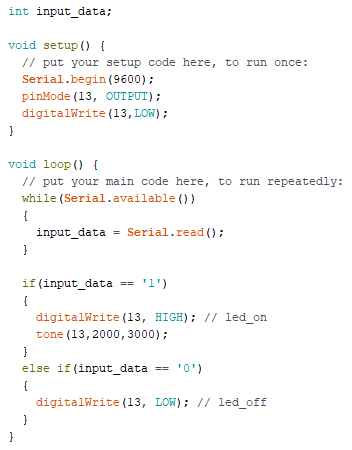 int input_data;
void setup() {
// put your setup code here, to run once:
Serial.begin(9600);
pinMode(13, OUTPUT);
digitalWrite(13,LOW);
}
void loop() {
// put your main code here, to run repeatedly:
while(Serial.available())
{
input_data = Serial.read();
}
if(input_data == '1')
{
digitalWrite(13, HIGH); // led_on
tone(13,2000,3000);
}
else if(input_data == '0')
{
digitalWrite(13, LOW); // led_off
}
}